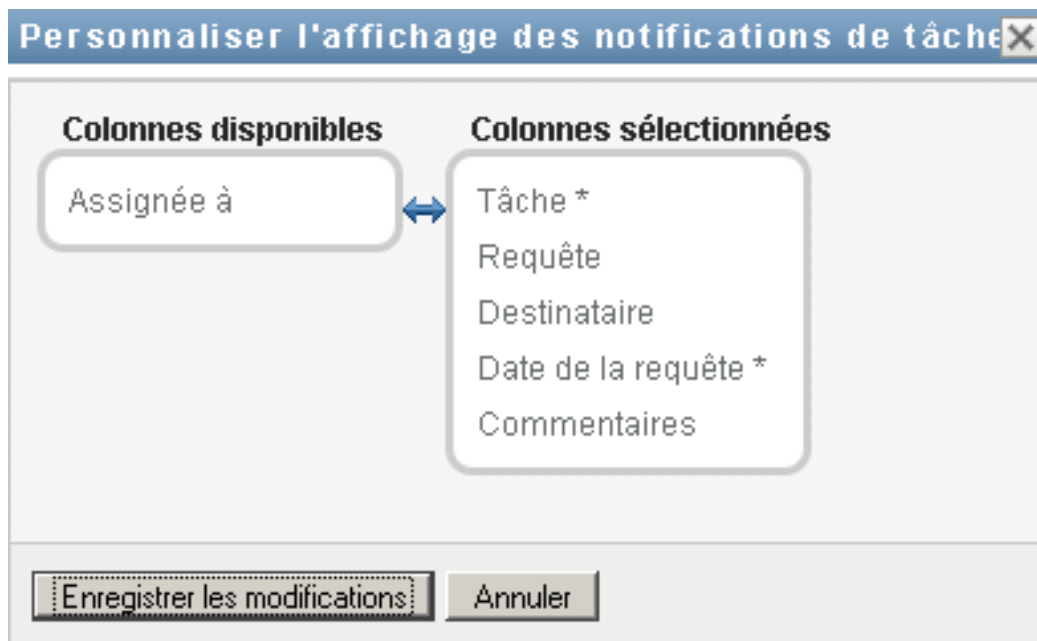 Personnaliser l'affichage des notifications de tâche
Colonnes disponibles
Assignée à
Colonnes sélectionnées
Tâche *
Requête
Destinataire
Date de la requête *
Commentaires
Enregistrer les modifications
Annuler